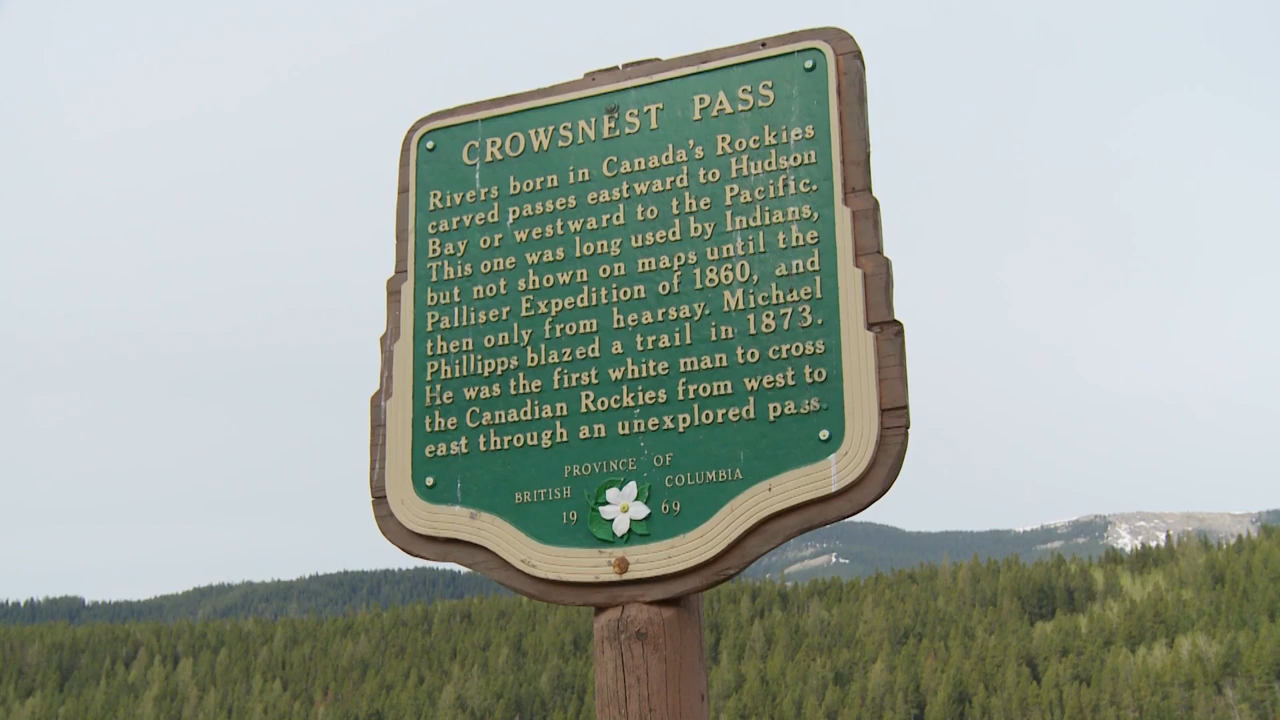 CROWSNEST PASS
Rivers born in Canada's Rockies
carved passes eastward to Hudson
Bay or westward to the Pacific.
This one was long used by Indians,
but not shown on maps until the
Palliser Expedition of 1860, and
then only from hearsay. Michael
Phillipps blazed a trail in 1873.
He was the first white man to cross
the Canadian Rockies from west to
east through an unexplored pass.
PROVINCE OF
BRITISH COLUMBIA
19 69